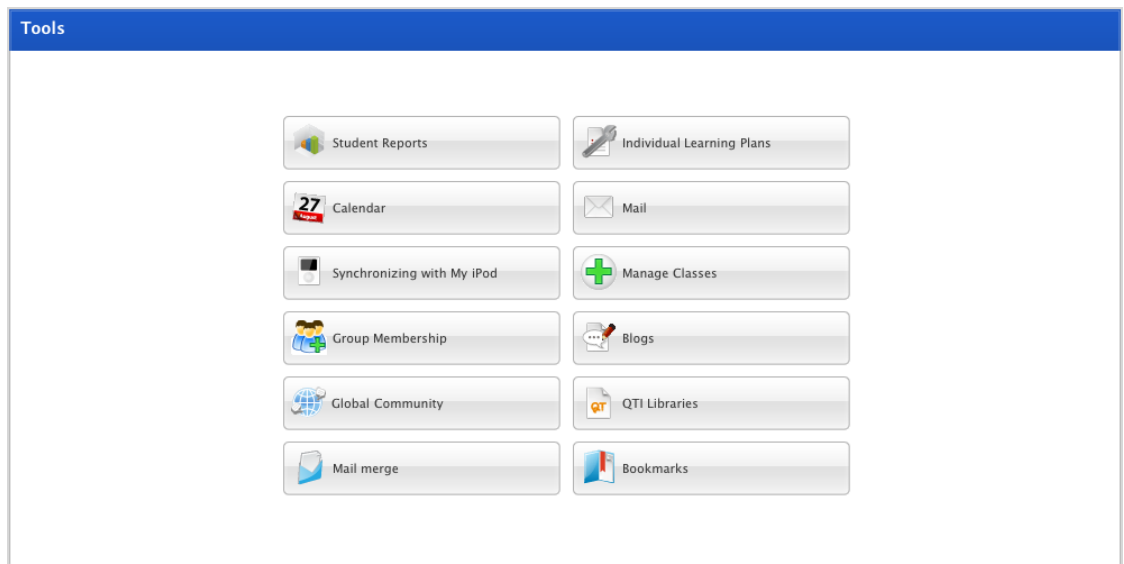 Tools
Student Reports
Individual Learning Plans
27
August
Calendar
Mail
Synchronizing with My iPod
Manage Classes
Group Membership
Blogs
Global Community
QT
QTI Libraries
Mail merge
Bookmarks